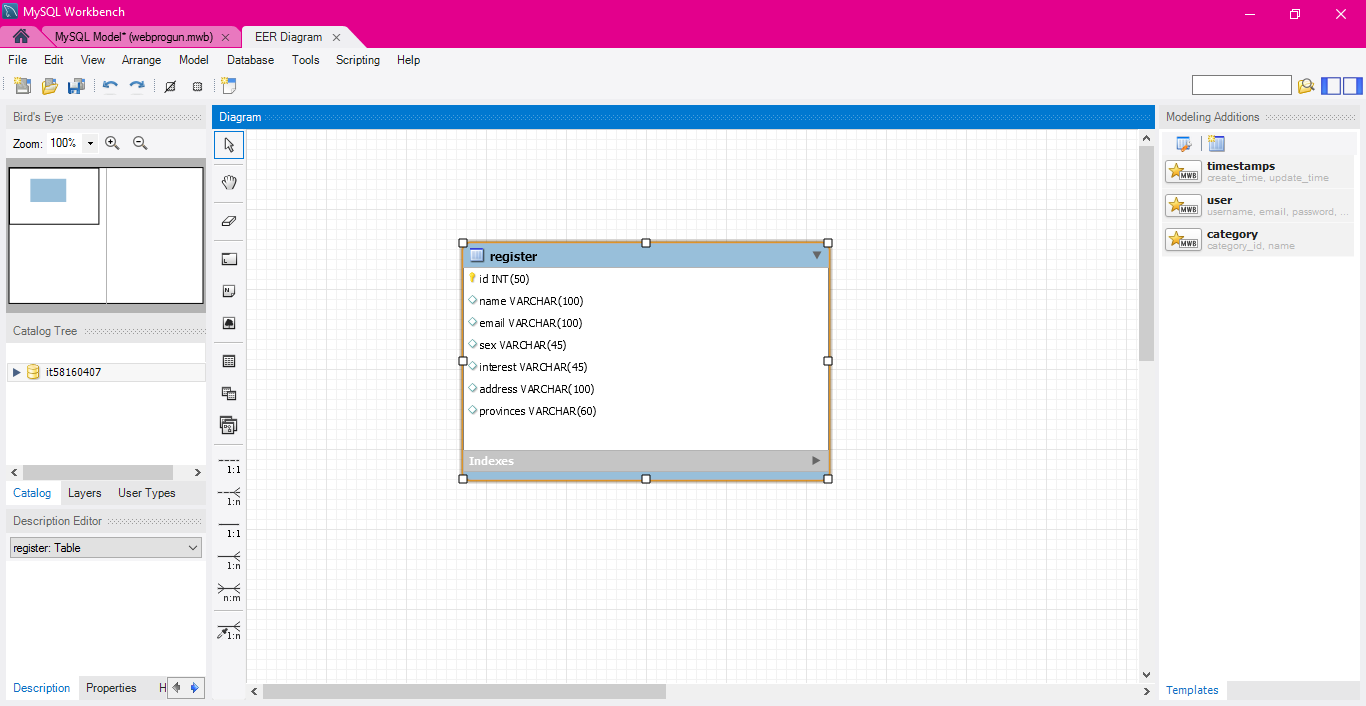 MySQL Workbench
MySQL Model* (webprogun.mwb)
EER Diagram
File Edit View Arrange Model Database Tools Scripting Help
Bird's Eye
Zoom: 100%
Catalog Tree
it58160407
Catalog Layers User Types
Description Editor
register: Table
Description Properties H
Diagram
1:1
1:n
1:1
1:n
n:m
1:n
register
id INT(50)
name VARCHAR(100)
email VARCHAR(100)
sex VARCHAR(45)
interest VARCHAR(45)
address VARCHAR(100)
provinces VARCHAR(60)
Indexes
Modeling Additions
MWB
timestamps
create_time, update_time
MWB
user
username, email, password, ...
MWB
category
category_id, name
Templates